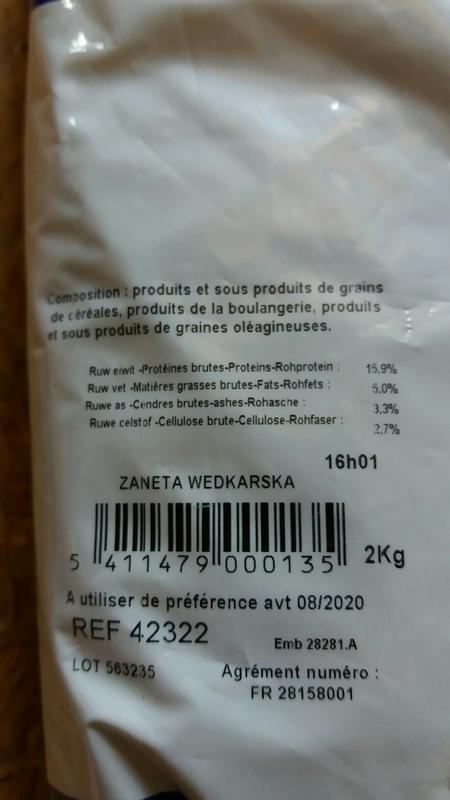 Composition : produits et sous produits de grains
de céréales, produits de la boulangerie, produits
et sous produits de graines oléagineuses.
Ruw eiwit -Protéines brutes-Proteins-Rohprotein : 15,9%
Ruw vet -Matières grasses brutes-Fats-Rohfets : 5,0%
Ruwe as -Cendres brutes-ashes-Rohasche : 3,3%
Ruwe celstof -Cellulose brute-Cellulose-Rohfaser : 2,7%
16h01
ZANETA WEDKARSKA
5 411479 000135 2Kg
A utiliser de préférence avt 08/2020
REF 42322 Emb 28281.A
LOT 563235 Agrément numéro :
FR 28158001